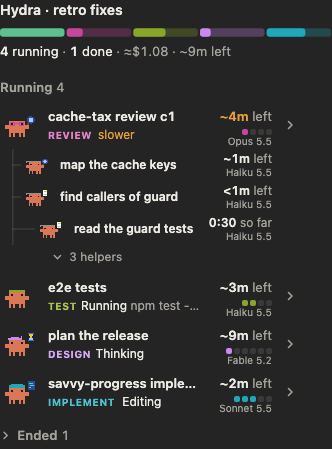 Hydra · retro fixes
4 running · 1 done · ≈$1.08 · ~9m left
Running 4
cache-tax review c1
~4m left
REVIEW slower
Opus 5.5
map the cache keys
~1m left
Haiku 5.5
find callers of guard
<1m left
Haiku 5.5
read the guard tests
0:30 so far
Haiku 5.5
3 helpers
e2e tests
~3m left
TEST Running npm test -...
Haiku 5.5
plan the release
~9m left
DESIGN Thinking
Fable 5.2
savvy-progress imple...
~2m left
IMPLEMENT Editing
Sonnet 5.5
Ended 1